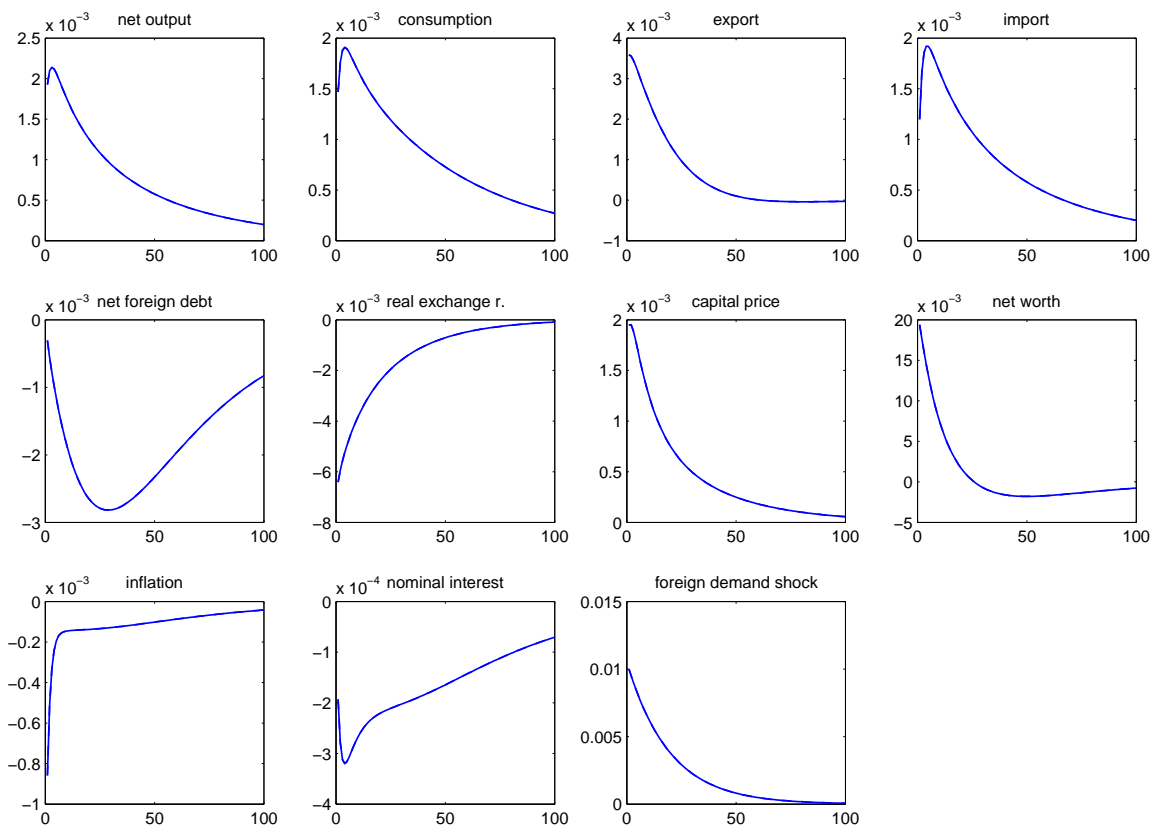 x 10⁻³ net output
2.5
2
1.5
1
0.5
0
0 50 100
x 10⁻³ consumption
2
1.5
1
0.5
0
0 50 100
x 10⁻³ export
4
3
2
1
0
−1
0 50 100
x 10⁻³ import
2
1.5
1
0.5
0
0 50 100
x 10⁻³ net foreign debt
0
−1
−2
−3
0 50 100
x 10⁻³ real exchange r.
0
−2
−4
−6
−8
0 50 100
x 10⁻³ capital price
2
1.5
1
0.5
0
0 50 100
x 10⁻³ net worth
20
15
10
5
0
−5
0 50 100
x 10⁻³ inflation
0
−0.2
−0.4
−0.6
−0.8
−1
0 50 100
x 10⁻⁴ nominal interest
0
−1
−2
−3
−4
0 50 100
foreign demand shock
0.015
0.01
0.005
0
0 50 100